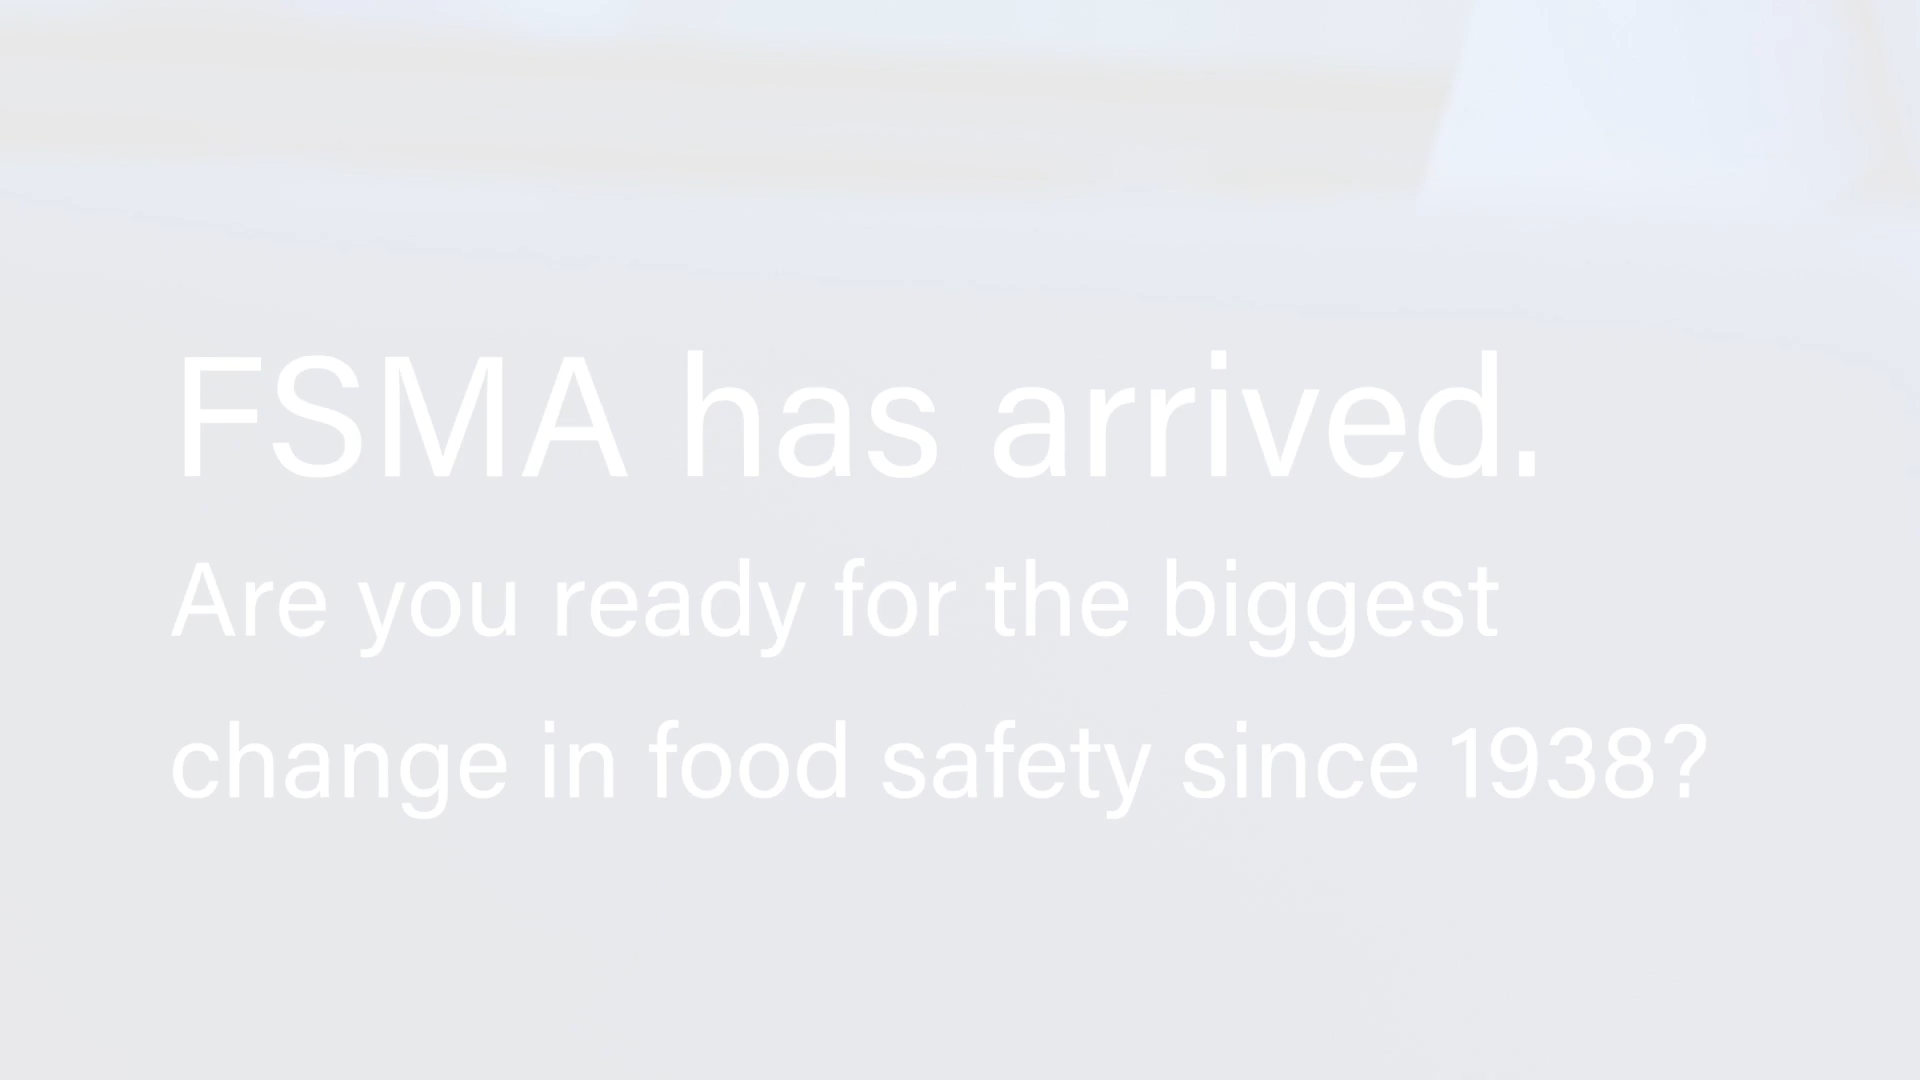 FSMA has arrived.
Are you ready for the biggest
change in food safety since 1938?